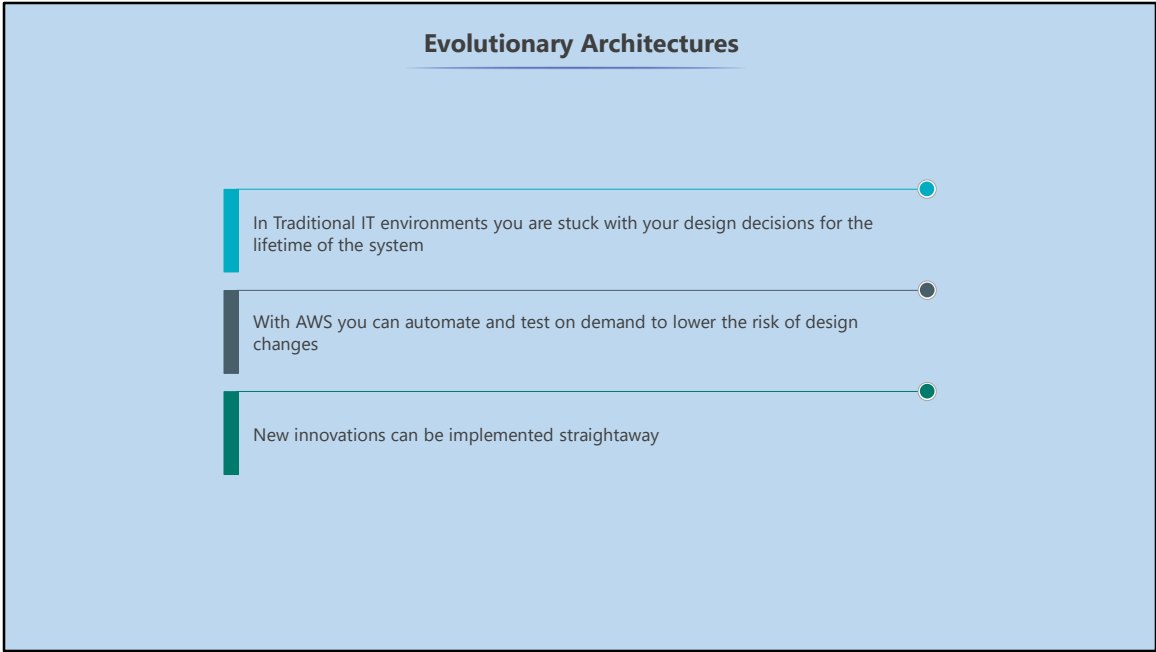 Evolutionary Architectures
In Traditional IT environments you are stuck with your design decisions for the
lifetime of the system
With AWS you can automate and test on demand to lower the risk of design
changes
New innovations can be implemented straightaway